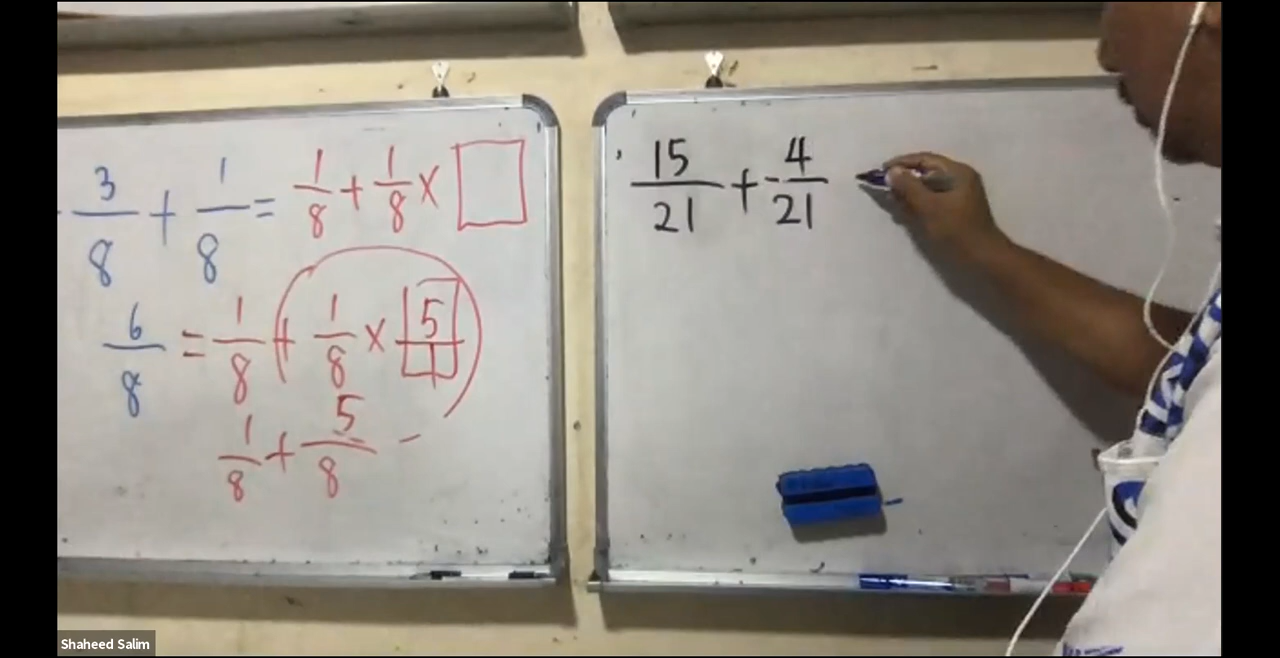 3/8 + 1/8 = 1/8 + 1/8 x □
6/8 = 1/8 + 1/8 x 5/1
1/8 + 5/8 -
15/21 + 4/21
Shaheed Salim